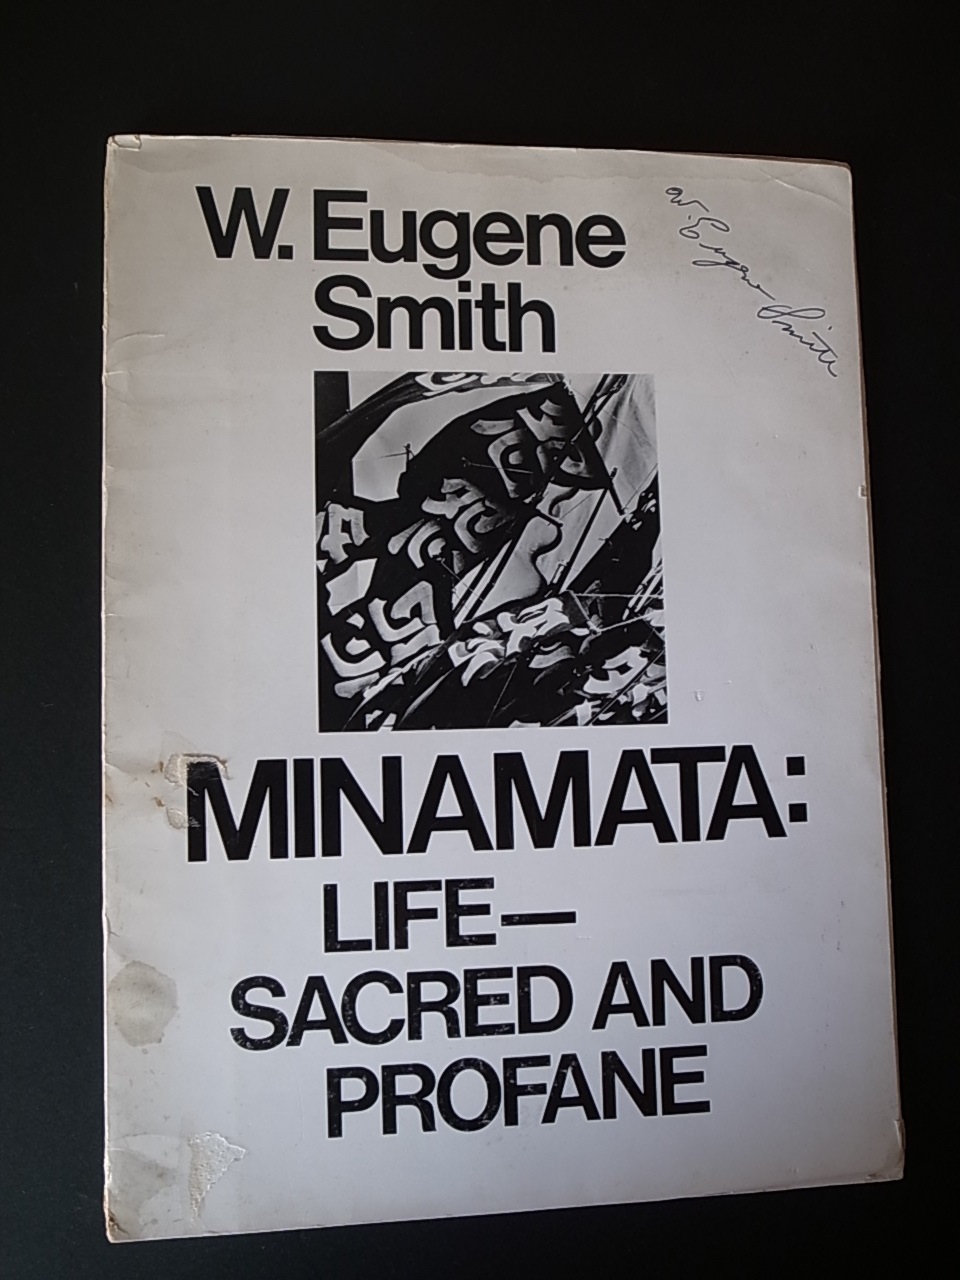 W. Eugene
Smith
W. Eugene Smith
MINAMATA:
LIFE—
SACRED AND
PROFANE